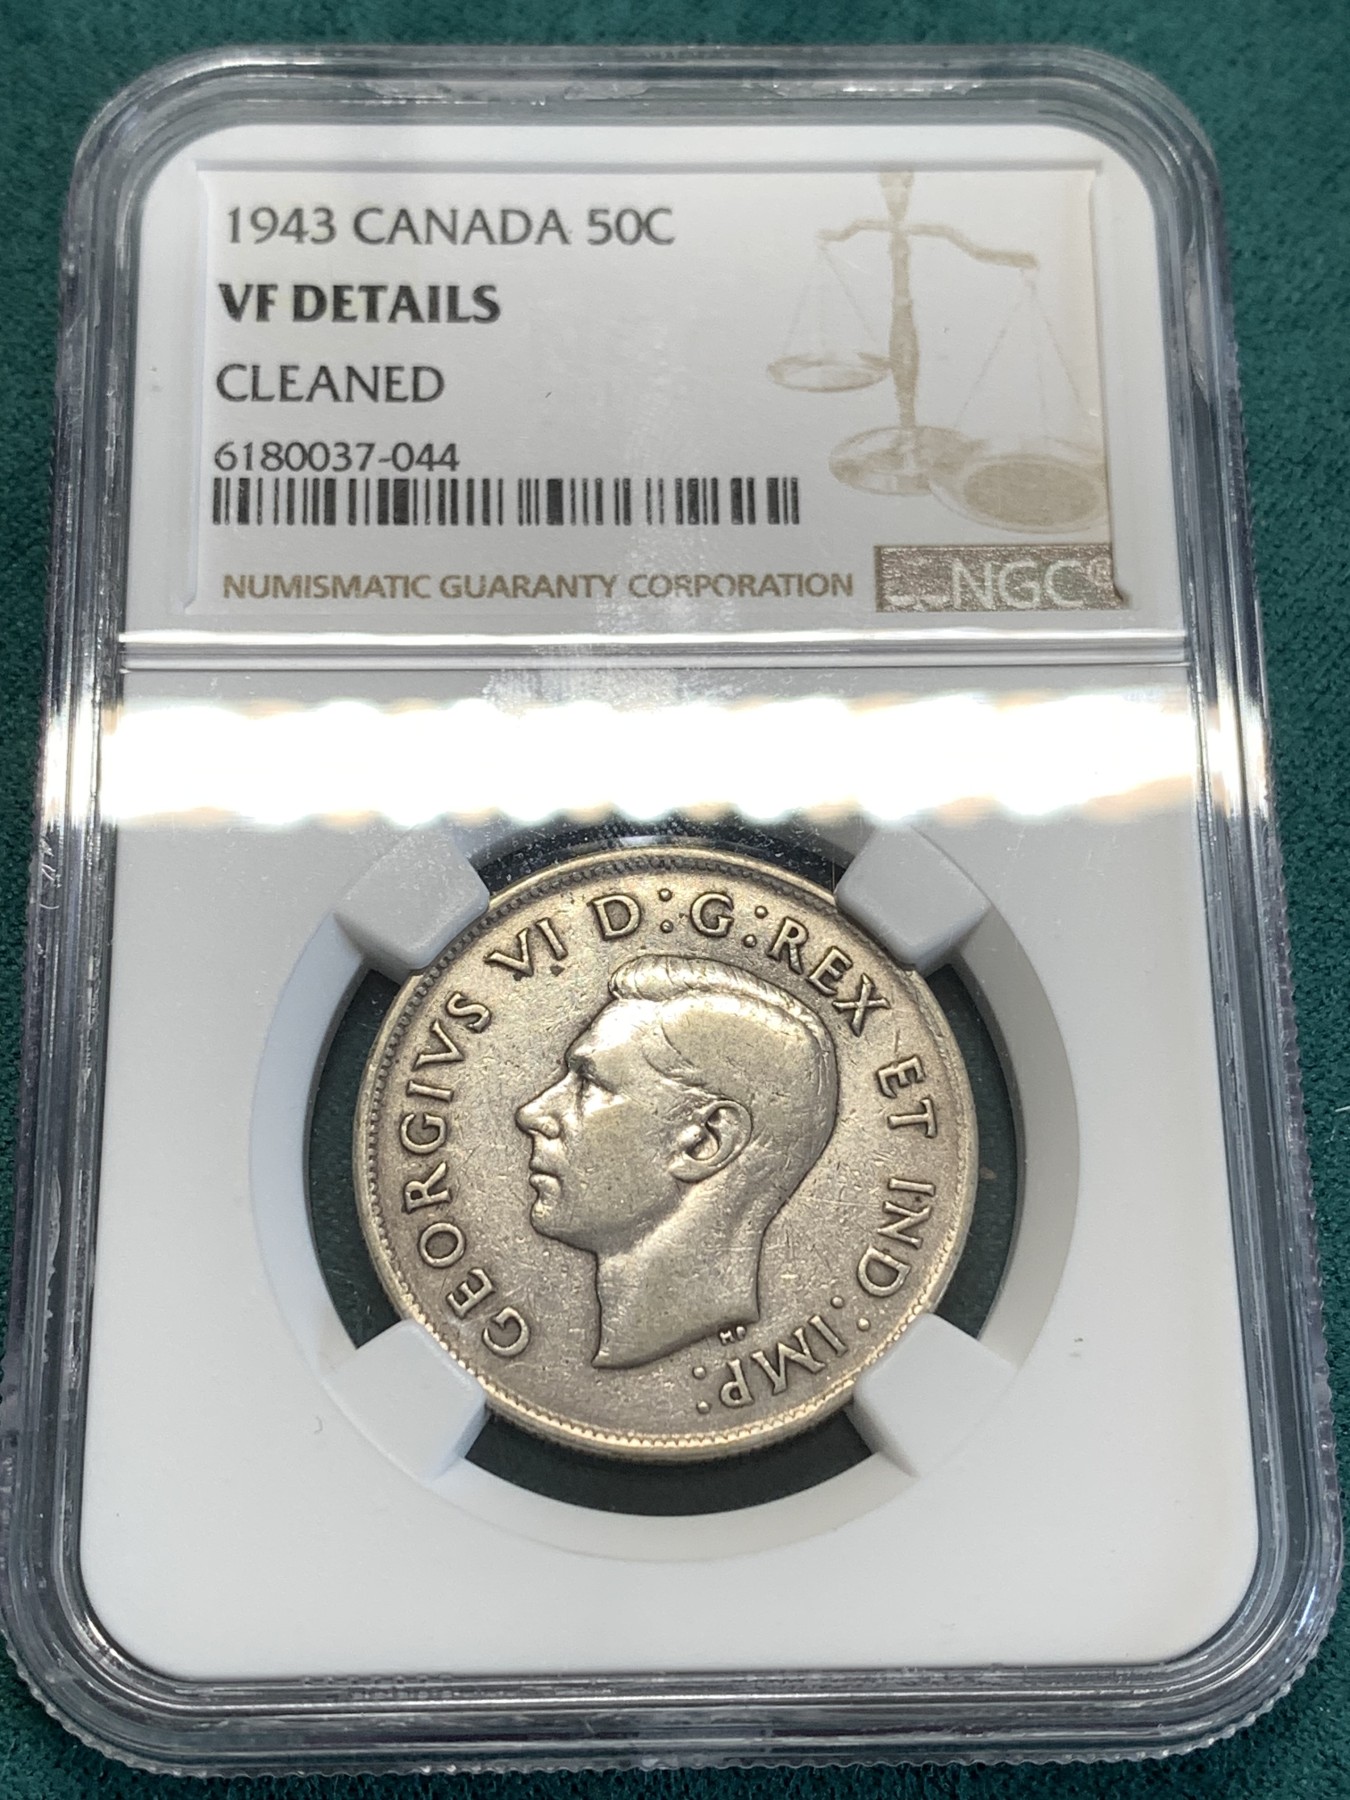 1943 CANADA 50C
VF DETAILS
CLEANED
6180037-044
NUMISMATIC GUARANTY CORPORATION
NGC
GEORGIVS VI D:G:REX ET IND:IMP:
HP